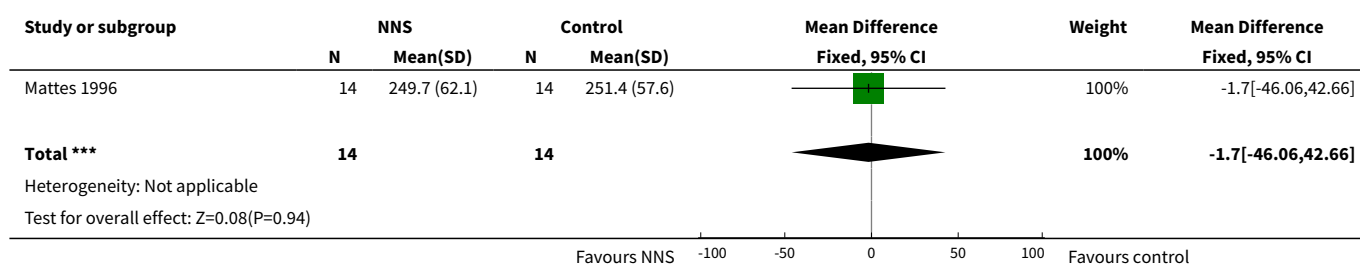 Study or subgroup NNS Control Mean Difference Weight Mean Difference
N Mean(SD) N Mean(SD) Fixed, 95% CI Fixed, 95% CI
Mattes 1996 14 249.7 (62.1) 14 251.4 (57.6) 100% -1.7[-46.06,42.66]
Total *** 14 14 100% -1.7[-46.06,42.66]
Heterogeneity: Not applicable
Test for overall effect: Z=0.08(P=0.94)
Favours NNS -100 -50 0 50 100 Favours control